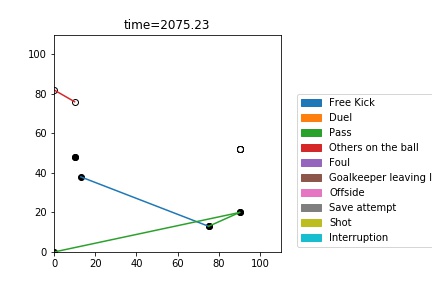 time=2075.23
100
80
60
40
20
0
0 20 40 60 80 100
Free Kick
Duel
Pass
Others on the ball
Foul
Goalkeeper leaving l
Offside
Save attempt
Shot
Interruption